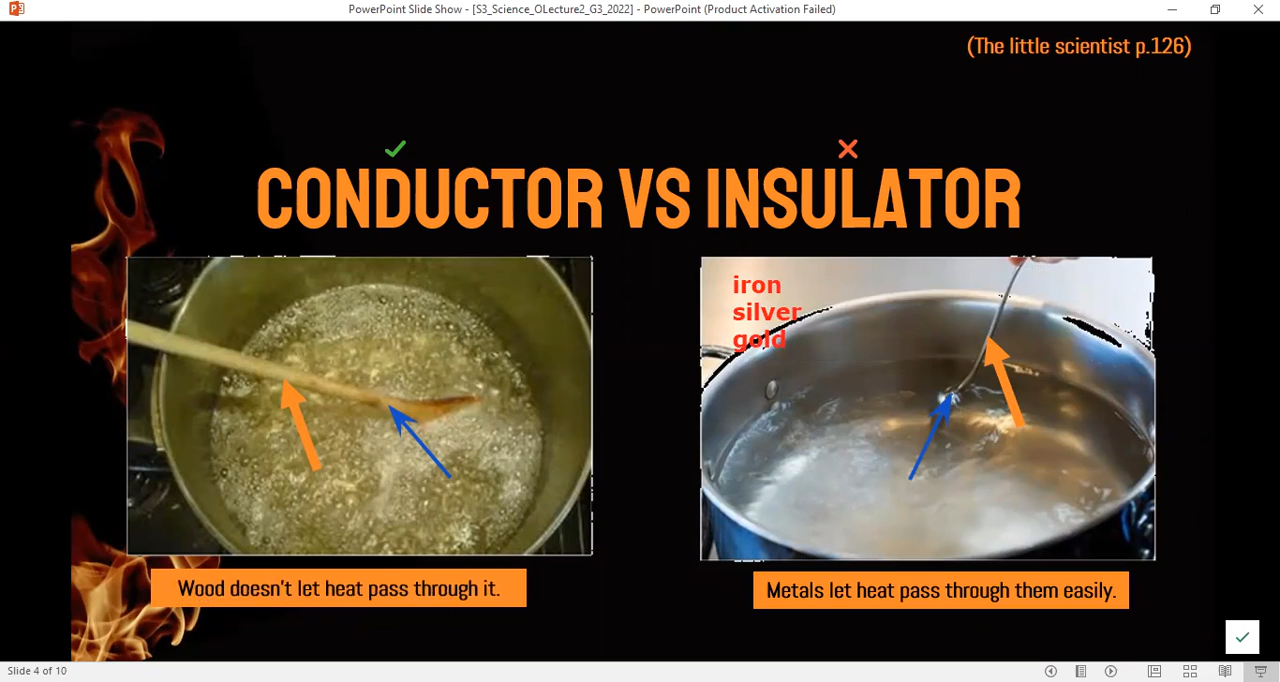 PowerPoint Slide Show - [S3_Science_OLecture2_G3_2022] - PowerPoint (Product Activation Failed)
(The little scientist p.126)
CONDUCTOR VS INSULATOR
iron
silver
gold
Wood doesn't let heat pass through it.
Metals let heat pass through them easily.
Slide 4 of 10